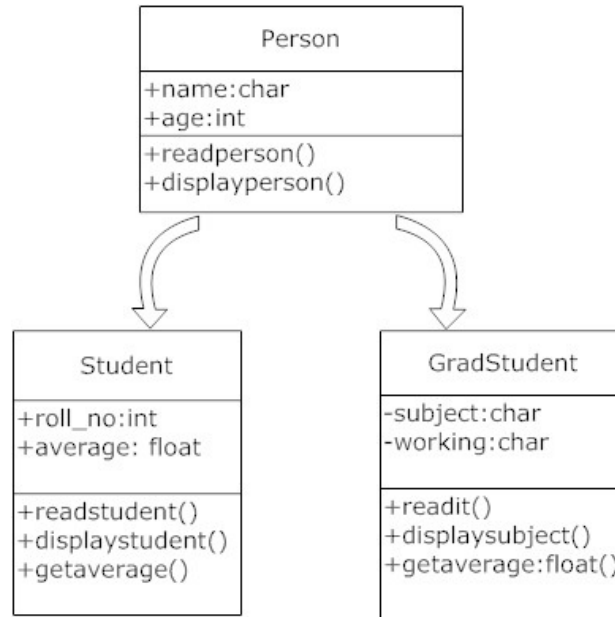 Person
+name:char
+age:int
+readperson()
+displayperson()
Student
+roll_no:int
+average: float
+readstudent()
+displaystudent()
+getaverage()
GradStudent
-subject:char
-working:char
+readit()
+displaysubject()
+getaverage:float()